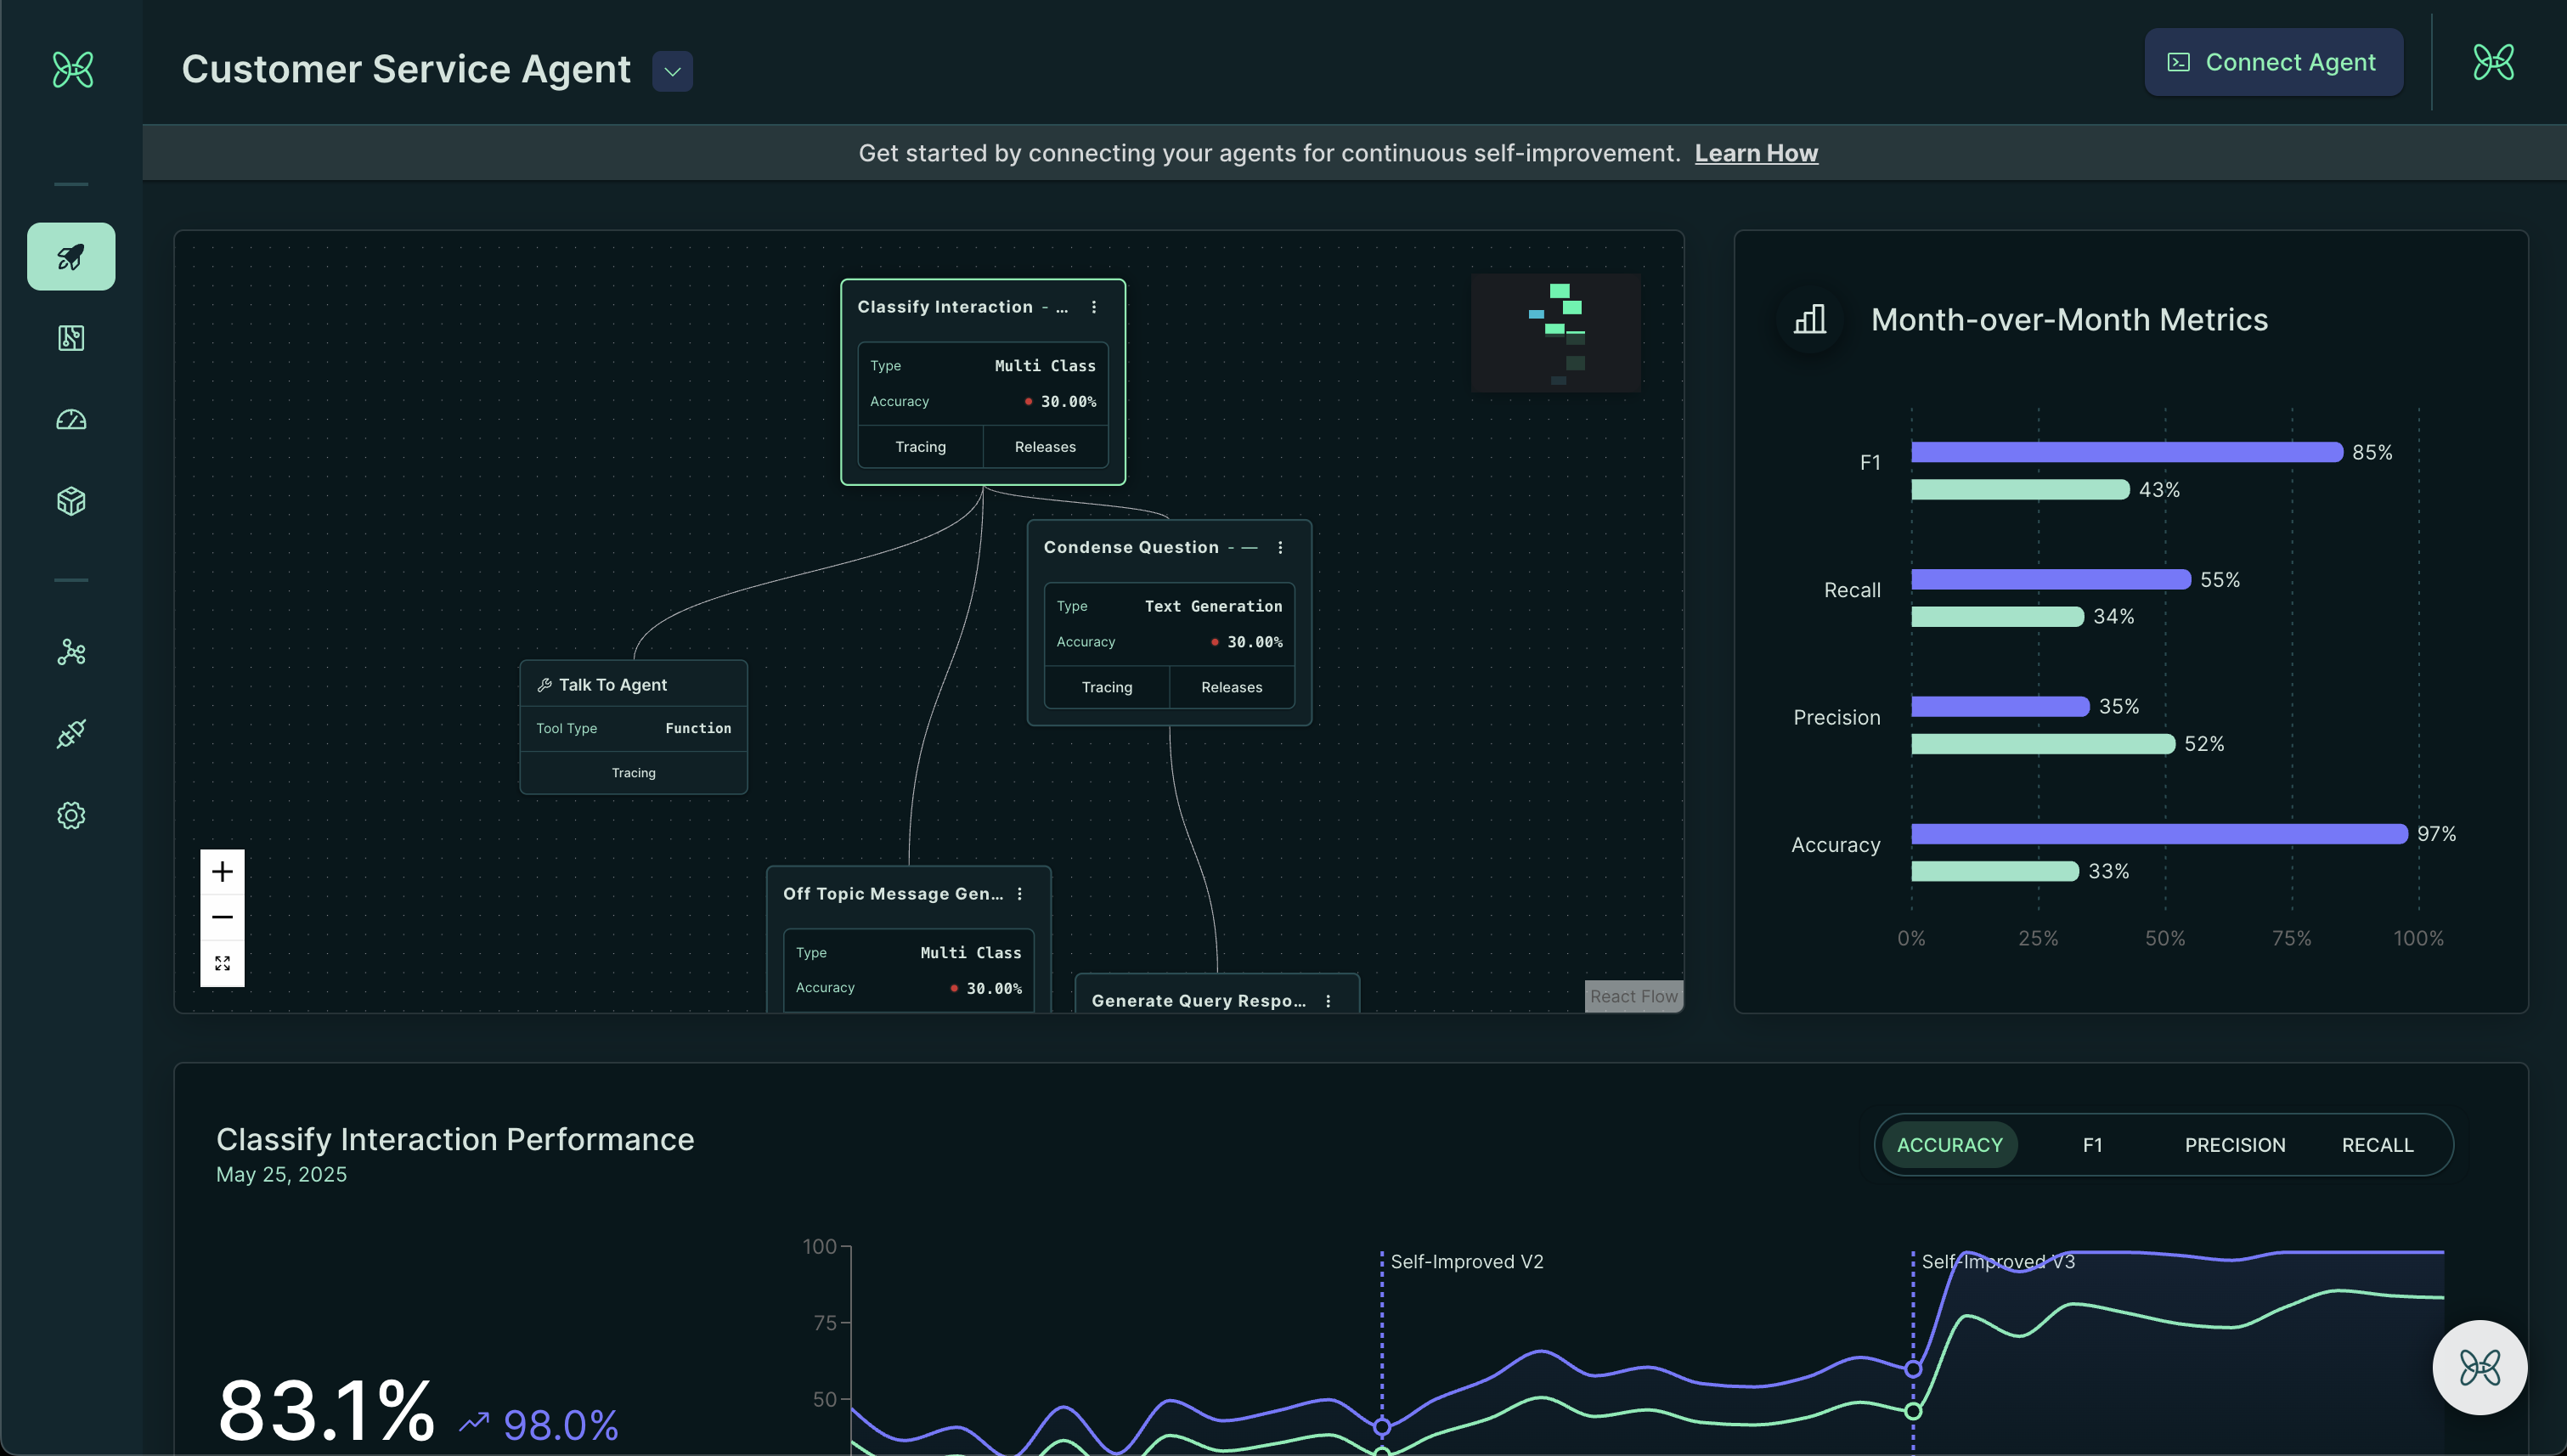 Customer Service Agent
Connect Agent
Get started by connecting your agents for continuous self-improvement. Learn How
Classify Interaction - ...
Type Multi Class
Accuracy 30.00%
Tracing Releases
Condense Question - —
Type Text Generation
Accuracy 30.00%
Tracing Releases
Talk To Agent
Tool Type Function
Tracing
Off Topic Message Gen...
Type Multi Class
Accuracy 30.00%
Generate Query Respo...
React Flow
Month-over-Month Metrics
F1
85%
43%
Recall
55%
34%
Precision
35%
52%
Accuracy
97%
33%
0% 25% 50% 75% 100%
Classify Interaction Performance
May 25, 2025
ACCURACY F1 PRECISION RECALL
83.1% 98.0%
100
75
50
Self-Improved V2
Self-Improved V3